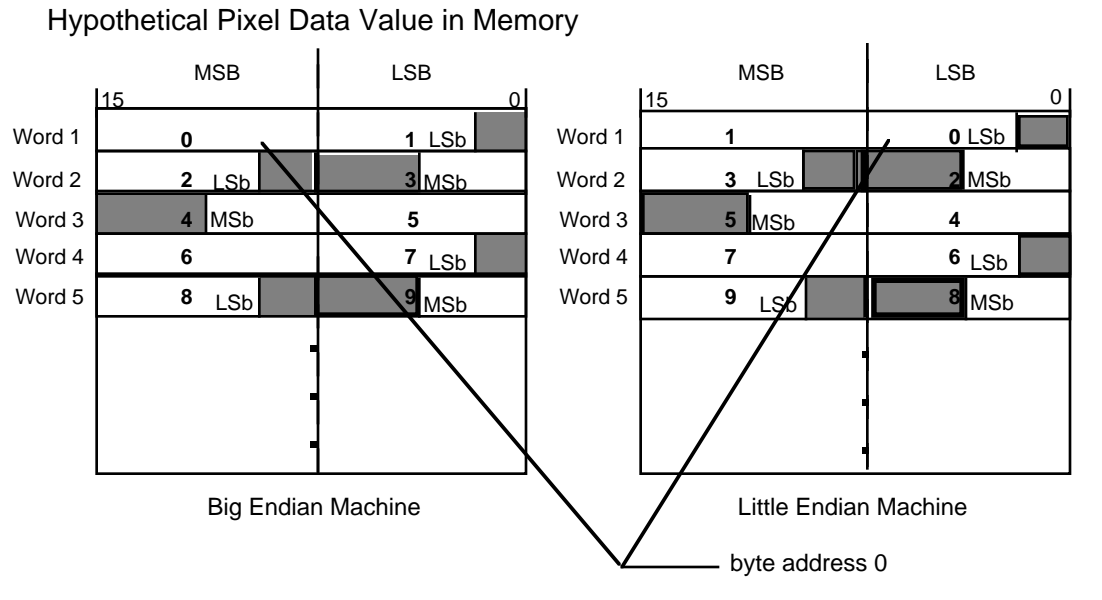 Hypothetical Pixel Data Value in Memory
MSB LSB MSB LSB
15 0 15 0
Word 1 0 1 LSb Word 1 1 0 LSb
Word 2 2 LSb 3 MSb Word 2 3 LSb 2 MSb
Word 3 4 MSb 5 Word 3 5 MSb 4
Word 4 6 7 LSb Word 4 7 6 LSb
Word 5 8 LSb 9 MSb Word 5 9 LSb 8 MSb
Big Endian Machine Little Endian Machine
byte address 0